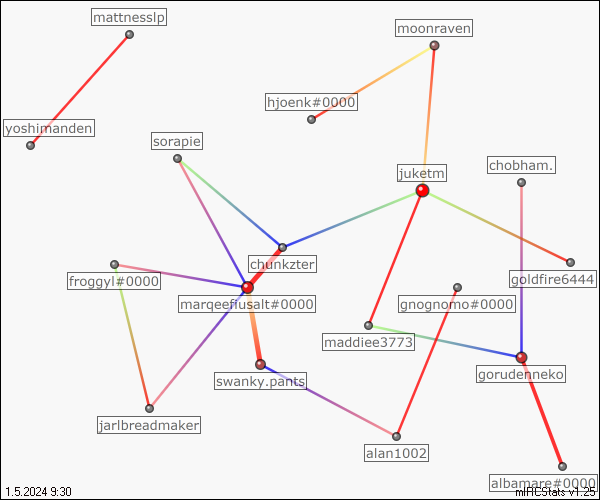 mattnesslp
moonraven
hjoenk#0000
yoshimanden
sorapie
chobham.
juketm
chunkzter
froggyl#0000
goldfire6444
marqeefusalt#0000
gnognomo#0000
maddiee3773
swanky.pants
gorudenneko
jarlbreadmaker
alan1002
albamare#0000
1.5.2024 9:30
mIRCStats v1.25